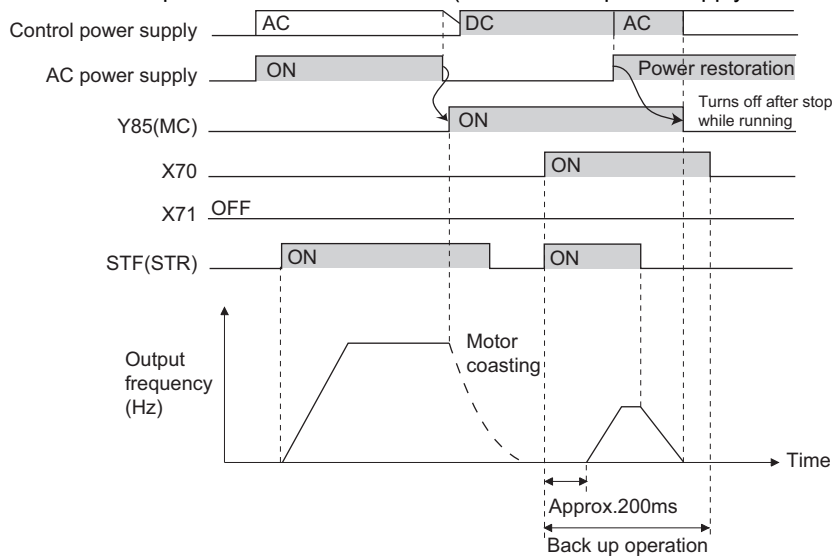 Control power supply
AC
DC
AC
AC power supply
ON
Power restoration
Y85(MC)
ON
Turns off after stop
while running
X70
ON
X71
OFF
STF(STR)
ON
ON
Output
frequency
(Hz)
Motor
coasting
Time
Approx.200ms
Back up operation